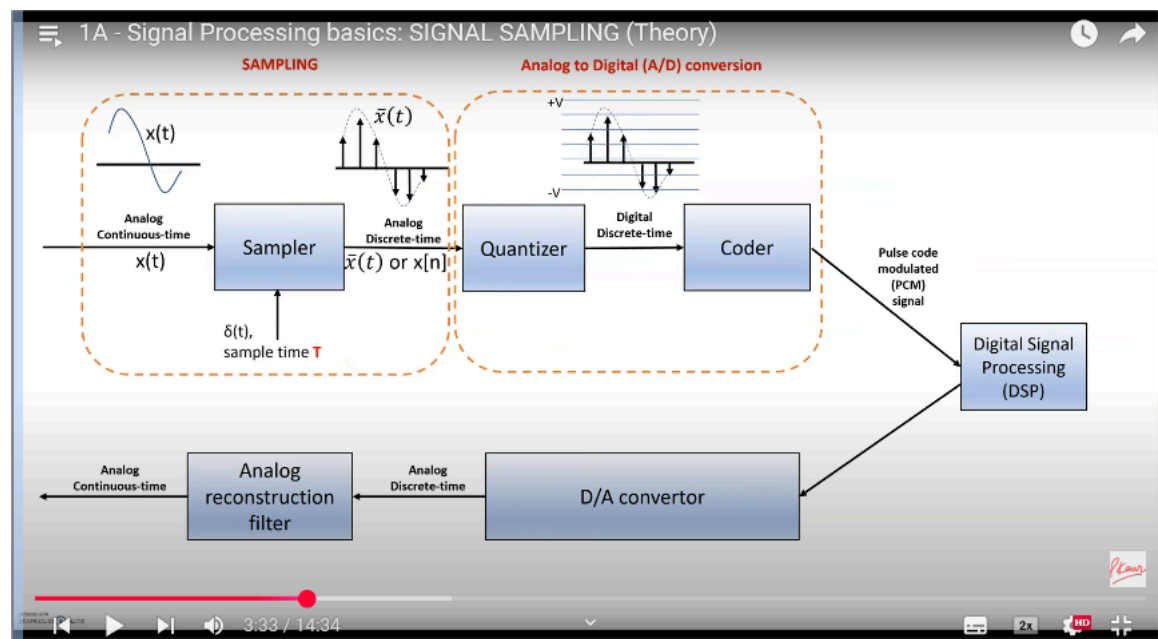 1A - Signal Processing basics: SIGNAL SAMPLING (Theory)
SAMPLING
Analog to Digital (A/D) conversion
x(t)
x̄(t)
+V
-V
Analog
Continuous-time
x(t)
Sampler
Analog
Discrete-time
x̄(t) or x[n]
δ(t),
sample time T
Quantizer
Digital
Discrete-time
Coder
Pulse code
modulated
(PCM)
signal
Digital Signal
Processing
(DSP)
D/A convertor
Analog
Discrete-time
Analog
reconstruction
filter
Analog
Continuous-time
PKaur
3:33 / 14:34
2x
HD